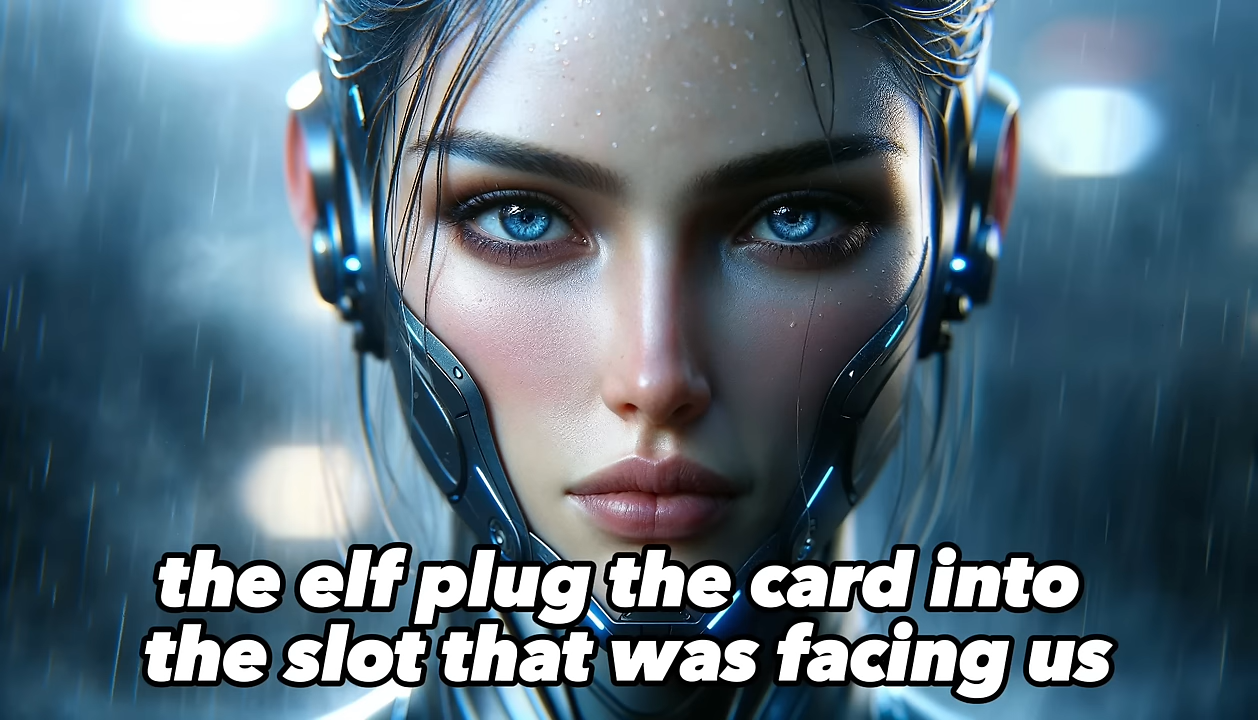 the elf plug the card into
the slot that was facing us